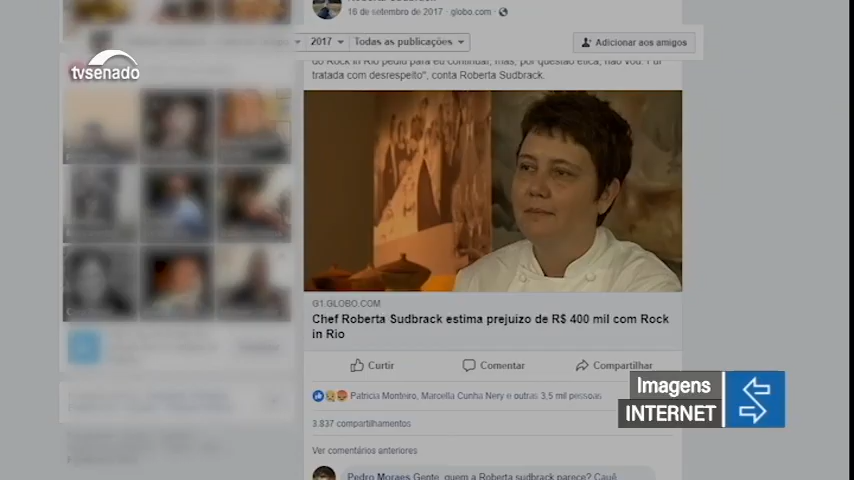 Roberta Sudbrack
16 de setembro de 2017 · globo.com ·
2017
Todas as publicações
Adicionar aos amigos
tvsenado
do Rock in Rio pediu para eu continuar, mas, por questão ética, não vou. Fui
tratada com desrespeito", conta Roberta Sudbrack.
G1.GLOBO.COM
Chef Roberta Sudbrack estima prejuízo de R$ 400 mil com Rock
in Rio
Curtir
Comentar
Compartilhar
Patricia Monteiro, Marcella Cunha Nery e outras 3,5 mil pessoas
3.837 compartilhamentos
Ver comentários anteriores
Pedro Moraes Gente, quem a Roberta sudbrack parece? Cauê
Imagens
INTERNET